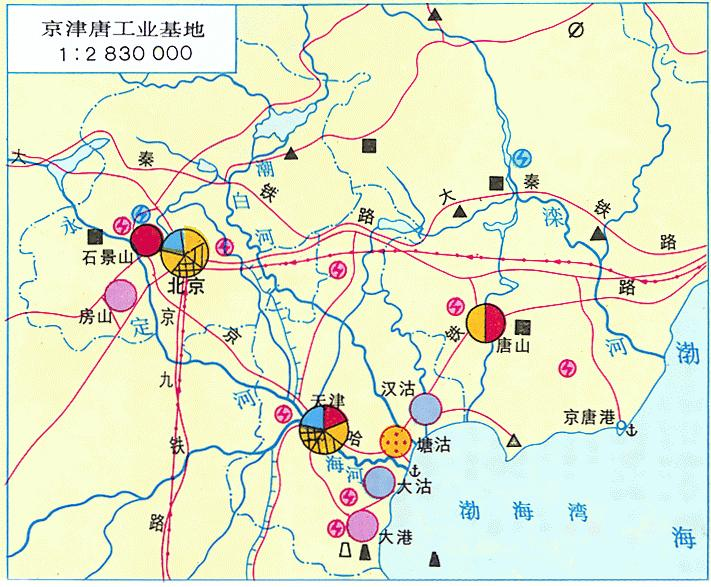 京津唐工业基地
1:2 830 000
大
秦
铁
路
大
秦
铁
路
潮
白
河
滦
河
永
定
河
石景山
北京
房山
京
九
铁
路
京
哈
铁
路
唐山
天津
汉沽
塘沽
海河
大沽
大港
京唐港
渤海湾
渤
海